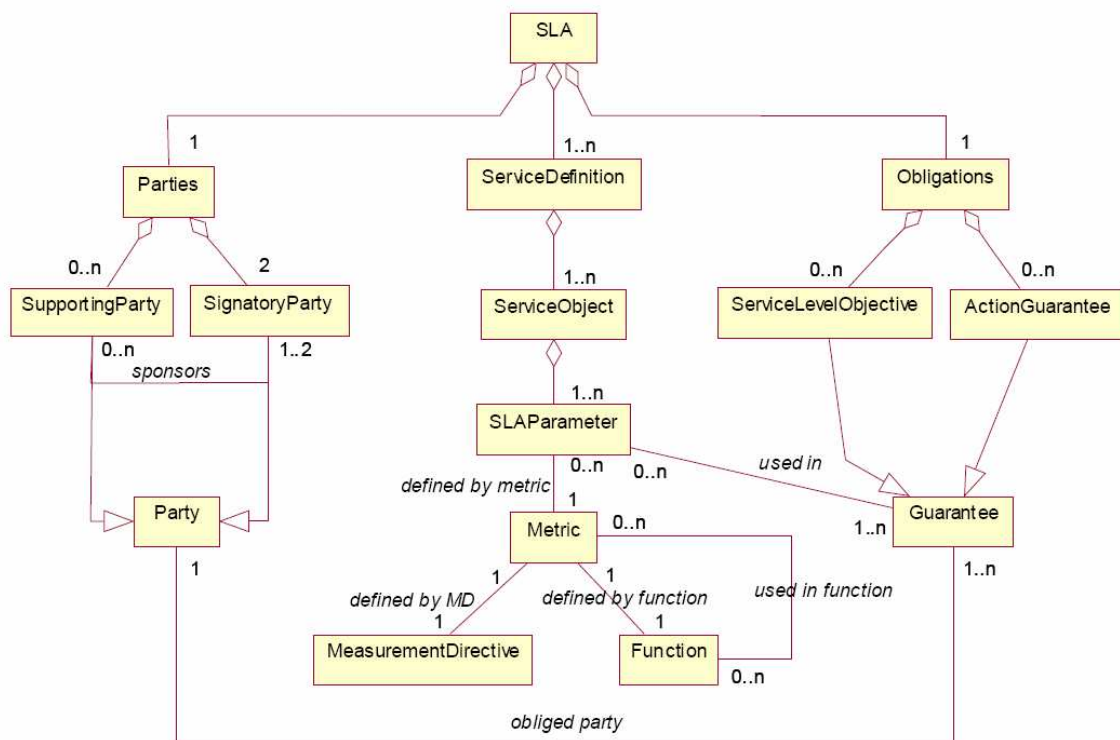 SLA
1
1..n
1
Parties
ServiceDefinition
Obligations
0..n
2
1..n
0..n
0..n
SupportingParty
SignatoryParty
ServiceObject
ServiceLevelObjective
ActionGuarantee
0..n
1..2
sponsors
1..n
SLAParameter
0..n
0..n
used in
defined by metric
1
Party
Metric
0..n
Guarantee
1..n
1
1
1
1..n
defined by MD
defined by function
used in function
1
1
MeasurementDirective
Function
0..n
obliged party